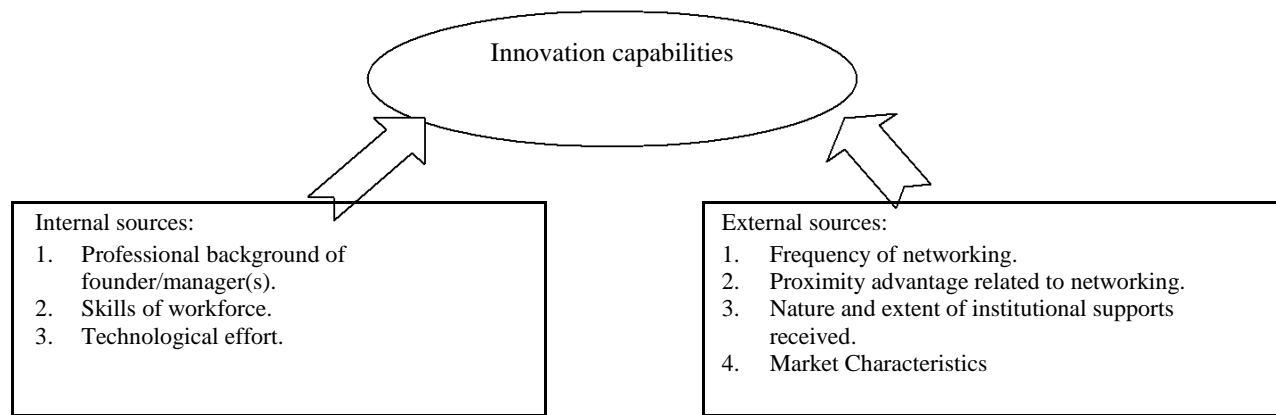 Innovation capabilities
Internal sources:
1. Professional background of
founder/manager(s).
2. Skills of workforce.
3. Technological effort.
External sources:
1. Frequency of networking.
2. Proximity advantage related to networking.
3. Nature and extent of institutional supports
received.
4. Market Characteristics